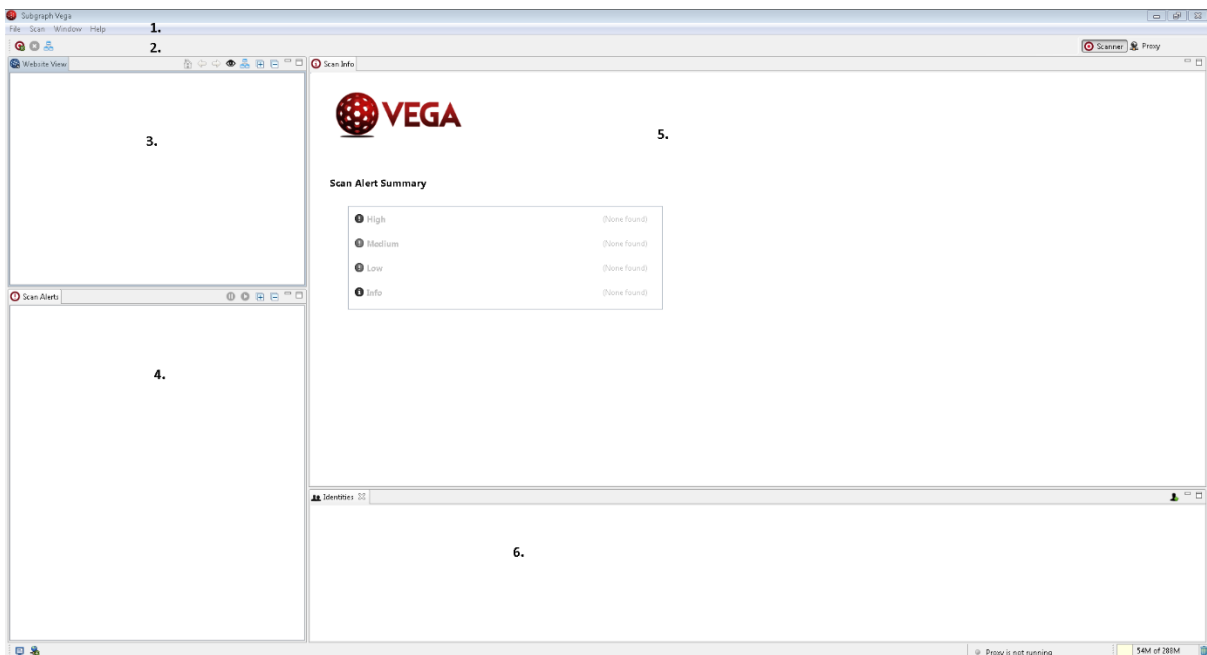 Subgraph Vega
File Scan Window Help
1.
2.
Scanner Proxy
Website View
Scan Info
3.
VEGA
5.
Scan Alert Summary
High (None found)
Medium (None found)
Low (None found)
Info (None found)
Scan Alerts
4.
Identities
6.
Proxy is not running
54M of 288M